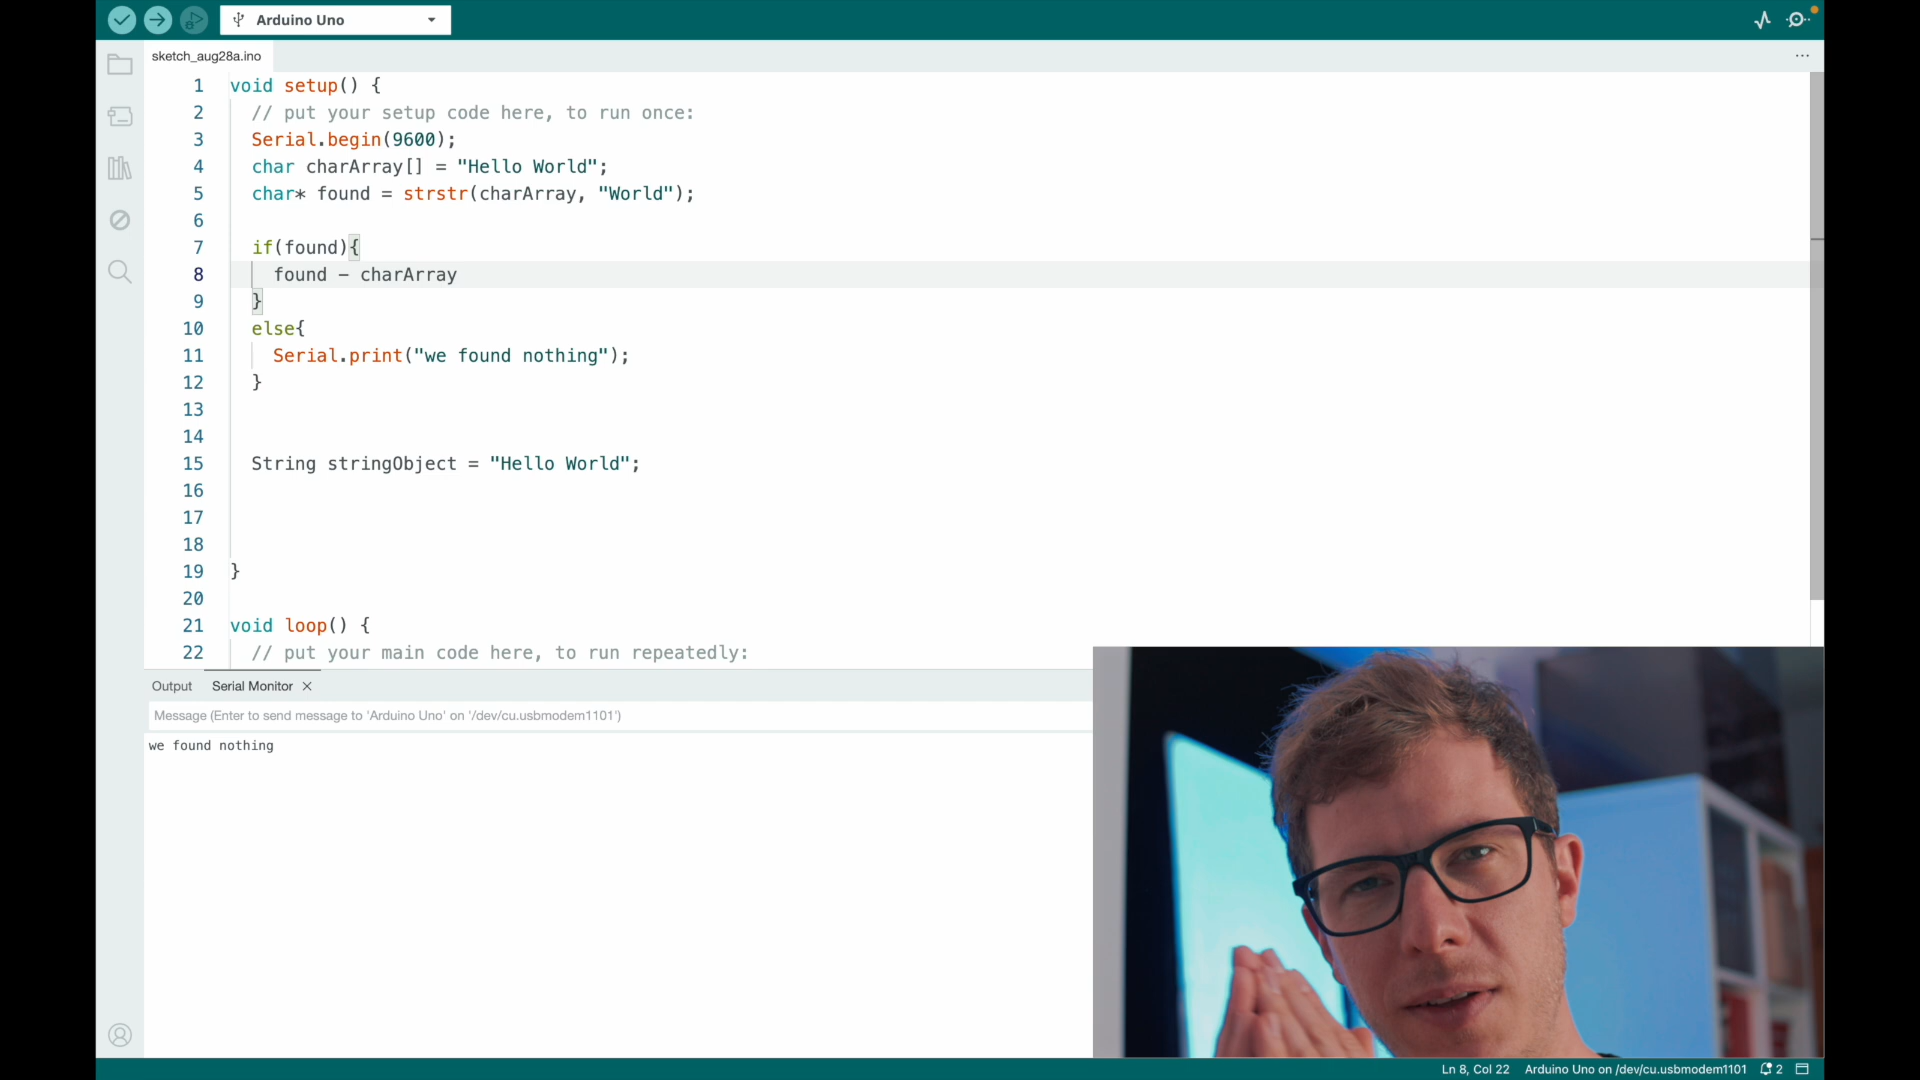 Arduino Uno
sketch_aug28a.ino
1 void setup() {
2 // put your setup code here, to run once:
3 Serial.begin(9600);
4 char charArray[] = "Hello World";
5 char* found = strstr(charArray, "World");
6
7 if(found){
8 found - charArray
9 }
10 else{
11 Serial.print("we found nothing");
12 }
13
14
15 String stringObject = "Hello World";
16
17
18
19 }
20
21 void loop() {
22 // put your main code here, to run repeatedly:
Output Serial Monitor
Message (Enter to send message to 'Arduino Uno' on '/dev/cu.usbmodem1101')
we found nothing
Ln 8, Col 22 Arduino Uno on /dev/cu.usbmodem1101 2